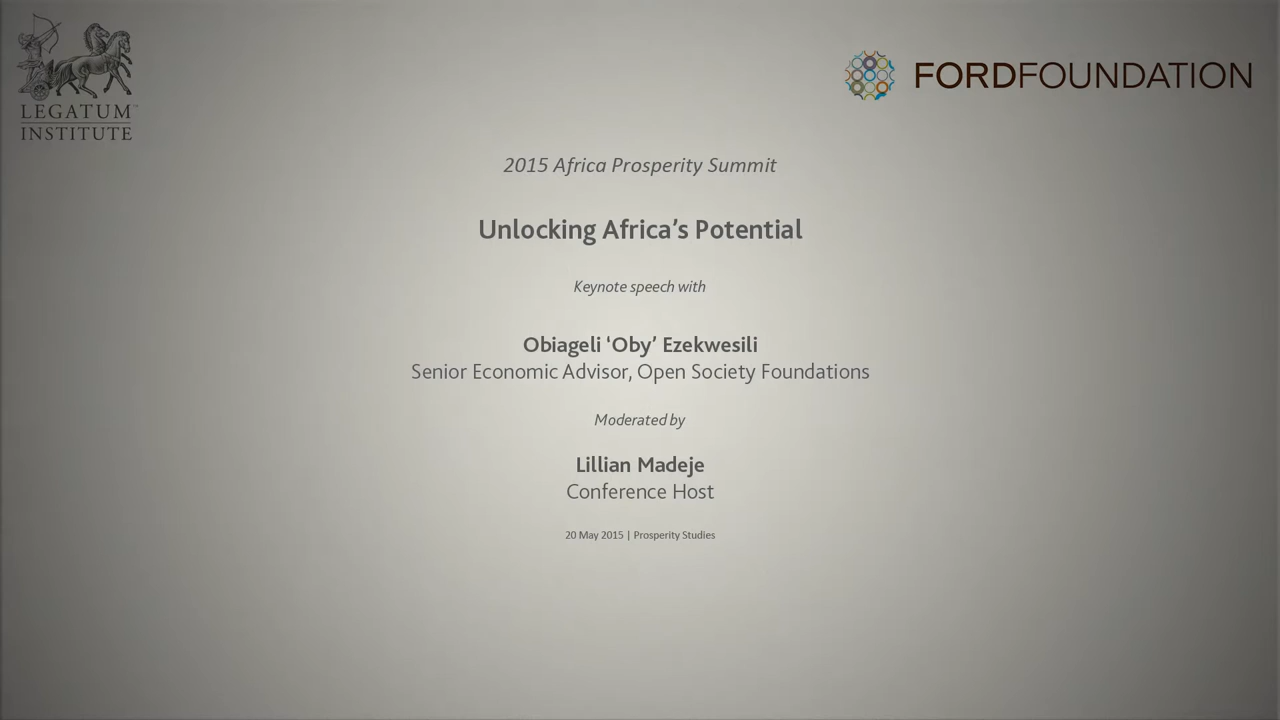 LEGATUM
INSTITUTE
FORDFOUNDATION
2015 Africa Prosperity Summit
Unlocking Africa’s Potential
Keynote speech with
Obiageli ‘Oby’ Ezekwesili
Senior Economic Advisor, Open Society Foundations
Moderated by
Lillian Madeje
Conference Host
20 May 2015 | Prosperity Studies